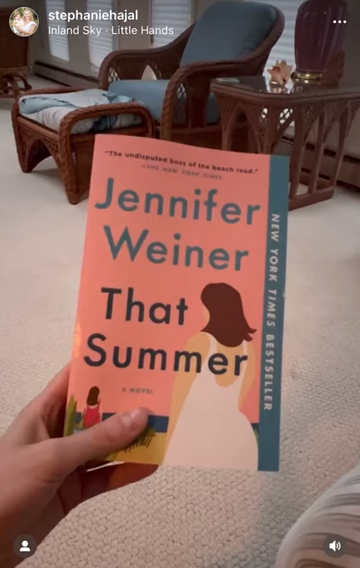 stephaniehajal
Inland Sky · Little Hands
"The undisputed boss of the beach read."
—THE NEW YORK TIMES
Jennifer
Weiner
That
Summer
A NOVEL
NEW YORK TIMES BESTSELLER